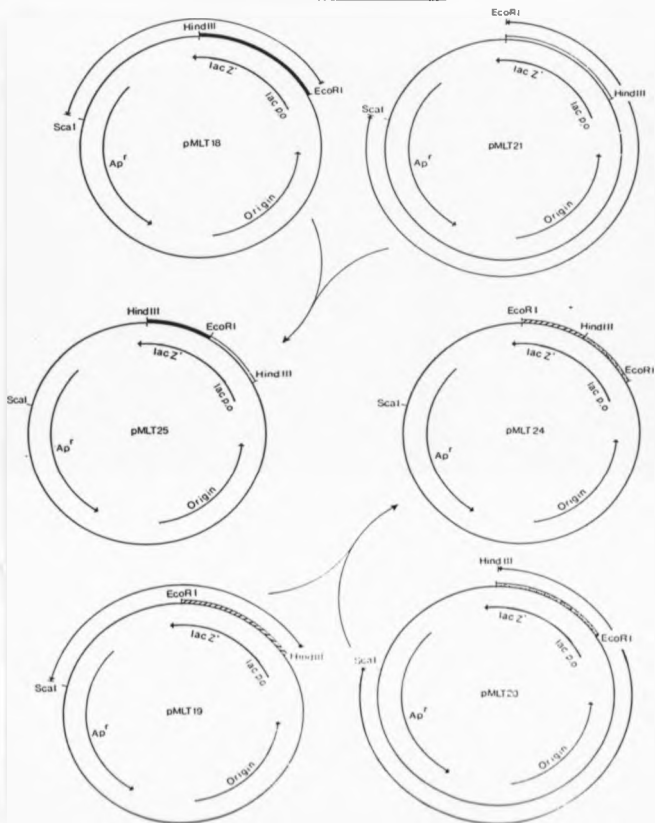 HindIII
lac Z'
EcoRI
lac p.o
ScaI
pMLT18
Ap^r
Origin
EcoRI
lac Z'
HindIII
lac p.o
ScaI
pMLT21
Ap^r
Origin
HindIII
EcoRI
lac Z'
HindIII
lac p.o
ScaI
pMLT25
Ap^r
Origin
EcoRI
HindIII
lac Z'
EcoRI
lac p.o
ScaI
pMLT24
Ap^r
Origin
EcoRI
lac Z'
HindIII
lac p.o
ScaI
pMLT19
Ap^r
Origin
HindIII
lac Z'
EcoRI
lac p.o
ScaI
pMLT20
Ap^r
Origin